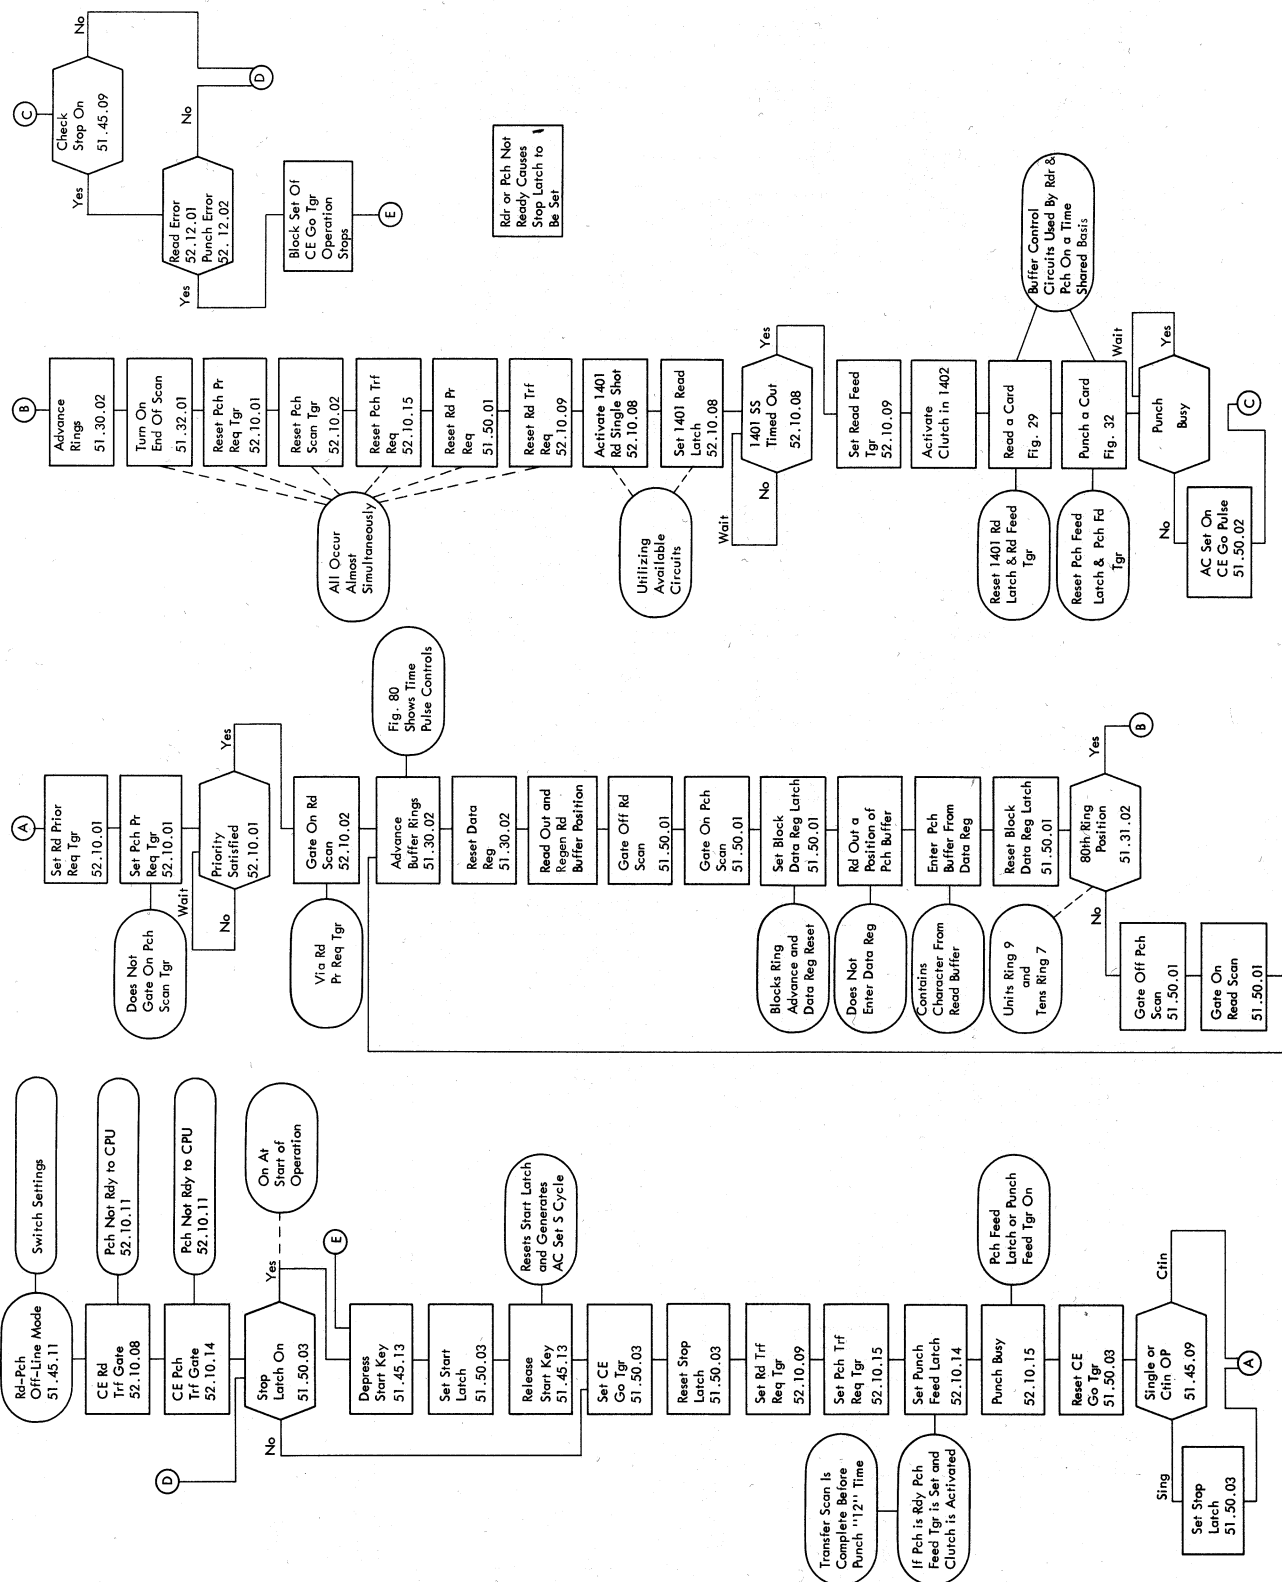 Rd-Pch
Off-Line Mode
51.45.11
Switch Settings
CE Rd
Trf Gate
52.10.08
Pch Not Rdy to CPU
52.10.11
CE Pch
Trf Gate
52.10.14
Pch Not Rdy to CPU
52.10.11
D
Stop
Latch On
51.50.03
Yes
No
On At
Start of
Operation
E
Depress
Start Key
51.45.13
Set Start
Latch
51.50.03
Release
Start Key
51.45.13
Resets Start Latch
and Generates
AC Set S Cycle
Set CE
Go Tgr
51.50.03
Reset Stop
Latch
51.50.03
Set Rd Trf
Req Tgr
52.10.09
Set Pch Trf
Req Tgr
52.10.15
Transfer Scan Is
Complete Before
Punch "12" Time
Set Punch
Feed Latch
52.10.14
If Pch is Rdy Pch
Feed Tgr is Set and
Clutch is Activated
Punch Busy
52.10.15
Pch Feed
Latch or Punch
Feed Tgr On
Reset CE
Go Tgr
51.50.03
Single or
Ctin OP
51.45.09
Sing
Ctin
Set Stop
Latch
51.50.03
A
A
Set Rd Prior
Req Tgr
52.10.01
Set Pch Pr
Req Tgr
52.10.01
Does Not
Gate On Pch
Scan Tgr
Wait
Priority
Satisfied
52.10.01
No
Yes
Gate On Rd
Scan
52.10.02
Via Rd
Pr Req Tgr
Advance
Buffer Rings
51.30.02
Fig. 80
Shows Time
Pulse Controls
Reset Data
Reg
51.30.02
Read Out and
Regen Rd
Buffer Position
Gate Off Rd
Scan
51.50.01
Gate On Pch
Scan
51.50.01
Set Block
Data Reg Latch
51.50.01
Blocks Ring
Advance and
Data Reg Reset
Rd Out a
Position of
Pch Buffer
Does Not
Enter Data Reg
Enter Pch
Buffer From
Data Reg
Contains
Character From
Read Buffer
Reset Block
Data Reg Latch
51.50.01
Units Ring 9
and
Tens Ring 7
80th Ring
Position
51.31.02
No
Yes
B
Gate Off Pch
Scan
51.50.01
Gate On
Read Scan
51.50.01
B
Advance
Rings
51.30.02
Turn On
End Of Scan
51.32.01
Reset Pch Pr
Req Tgr
52.10.01
Reset Pch
Scan Tgr
52.10.02
Reset Pch Trf
Req
52.10.15
Reset Rd Pr
Req
51.50.01
Reset Rd Trf
Req
52.10.09
All Occur
Almost
Simultaneously
Activate 1401
Rd Single Shot
52.10.08
Set 1401 Read
Latch
52.10.08
Utilizing
Available
Circuits
Wait
1401 SS
Timed Out
52.10.08
No
Yes
Set Read Feed
Tgr
52.10.09
Activate
Clutch in 1402
Read a Card
Fig. 29
Reset 1401 Rd
Latch & Rd Feed
Tgr
Buffer Control
Circuits Used By Rdr &
Pch On a Time
Shared Basis
Punch a Card
Fig. 32
Reset Pch Feed
Latch & Pch Fd
Tgr
Wait
Punch
Busy
Yes
No
AC Set On
CE Go Pulse
51.50.02
C
C
Check
Stop On
51.45.09
Yes
No
Read Error
52.12.01
Punch Error
52.12.02
Yes
No
D
Block Set Of
CE Go Tgr
Operation
Stops
E
Rdr or Pch Not
Ready Causes
Stop Latch to
Be Set